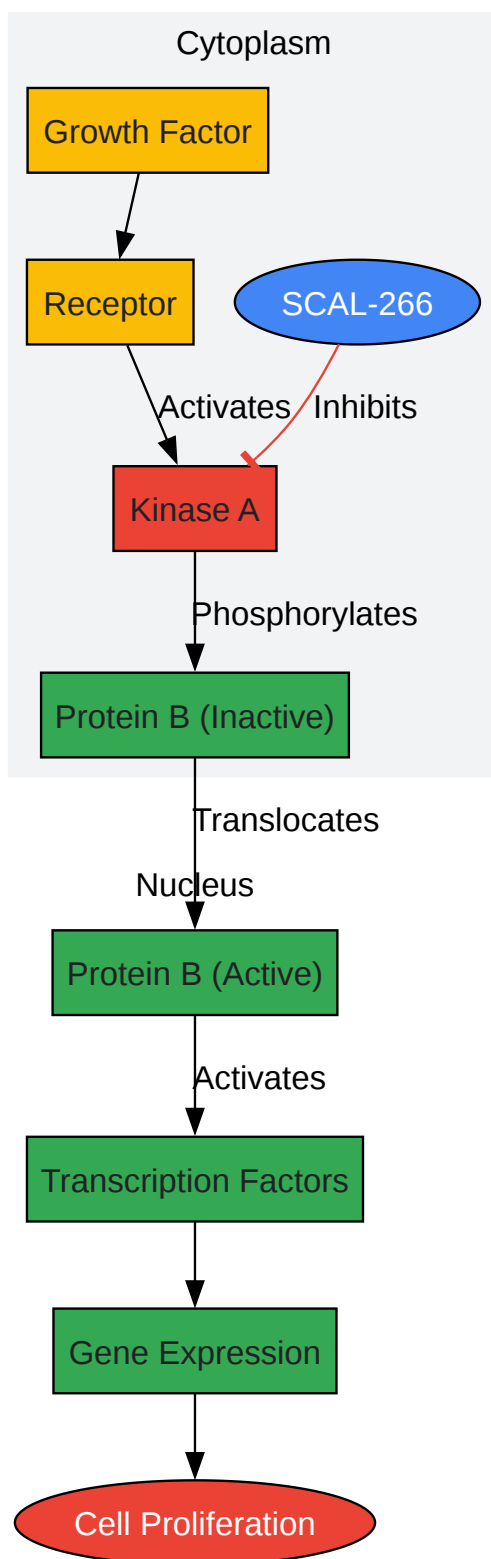 Cytoplasm
Growth Factor
Receptor
SCAL-266
Activates
Inhibits
Kinase A
Phosphorylates
Protein B (Inactive)
Translocates
Nucleus
Protein B (Active)
Activates
Transcription Factors
Gene Expression
Cell Proliferation